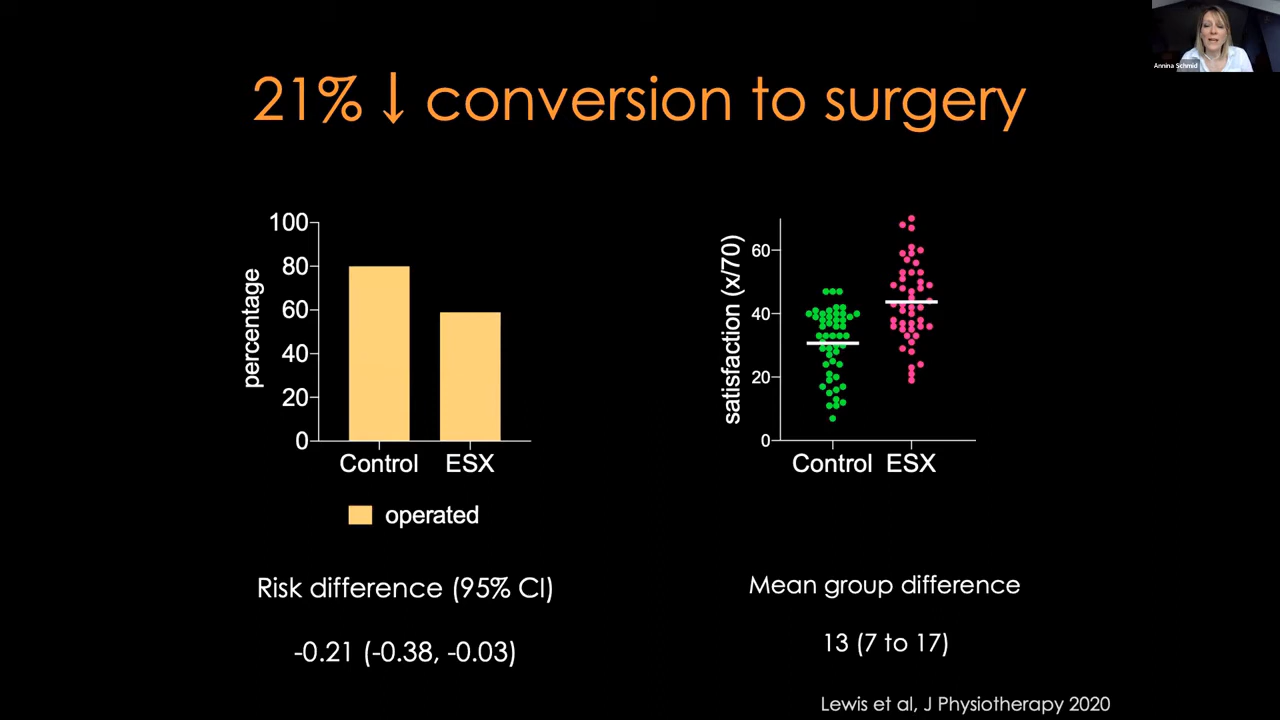 Annina Schmid
21% ↓ conversion to surgery
100
80
60
40
20
0
percentage
Control ESX
operated
Risk difference (95% CI)
-0.21 (-0.38, -0.03)
60
40
20
0
satisfaction (x/70)
Control ESX
Mean group difference
13 (7 to 17)
Lewis et al, J Physiotherapy 2020